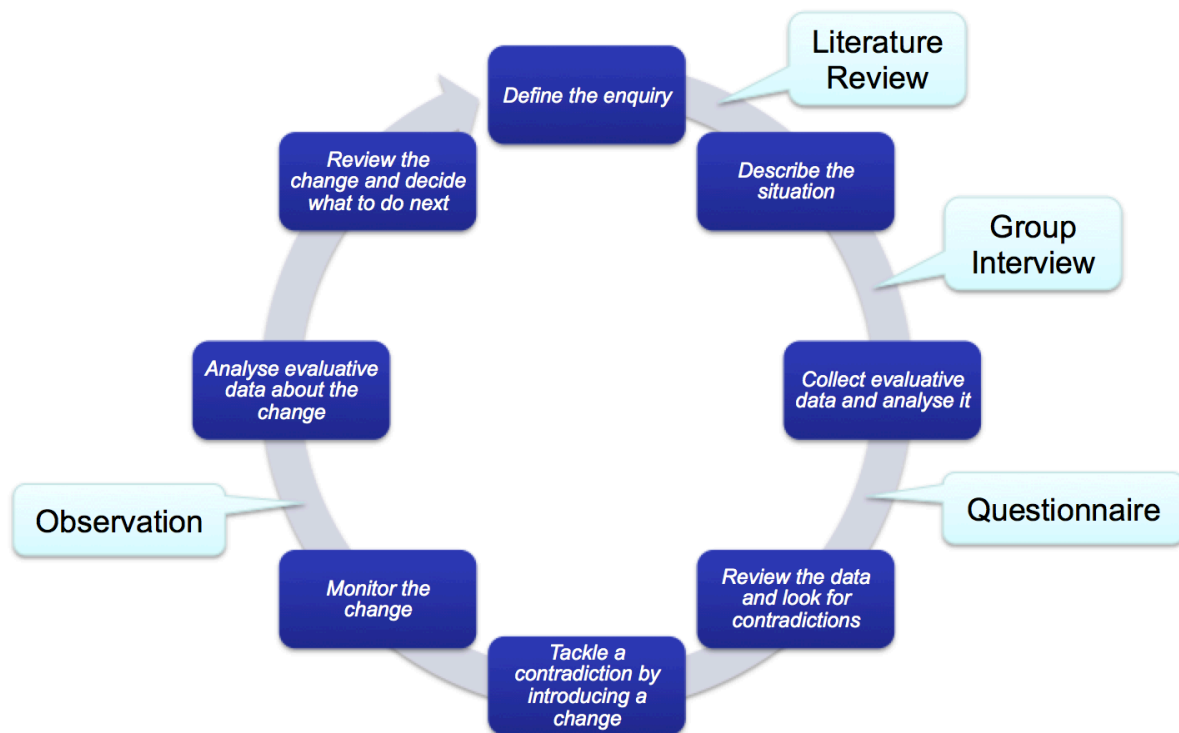 Define the enquiry
Literature
Review
Describe the
situation
Group
Interview
Collect evaluative
data and analyse it
Questionnaire
Review the data
and look for
contradictions
Tackle a
contradiction by
introducing a
change
Monitor the
change
Observation
Analyse evaluative
data about the
change
Review the
change and decide
what to do next